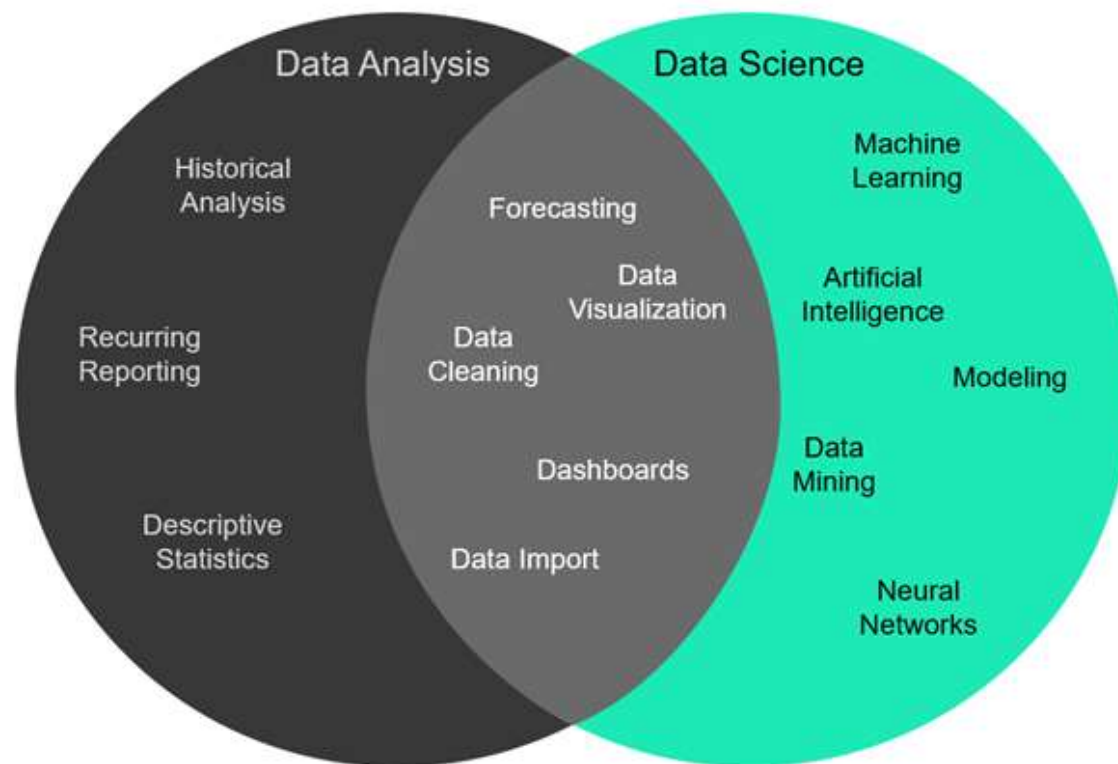 Data Analysis
Historical
Analysis
Recurring
Reporting
Descriptive
Statistics
Forecasting
Data
Visualization
Data
Cleaning
Dashboards
Data Import
Data Science
Machine
Learning
Artificial
Intelligence
Modeling
Data
Mining
Neural
Networks